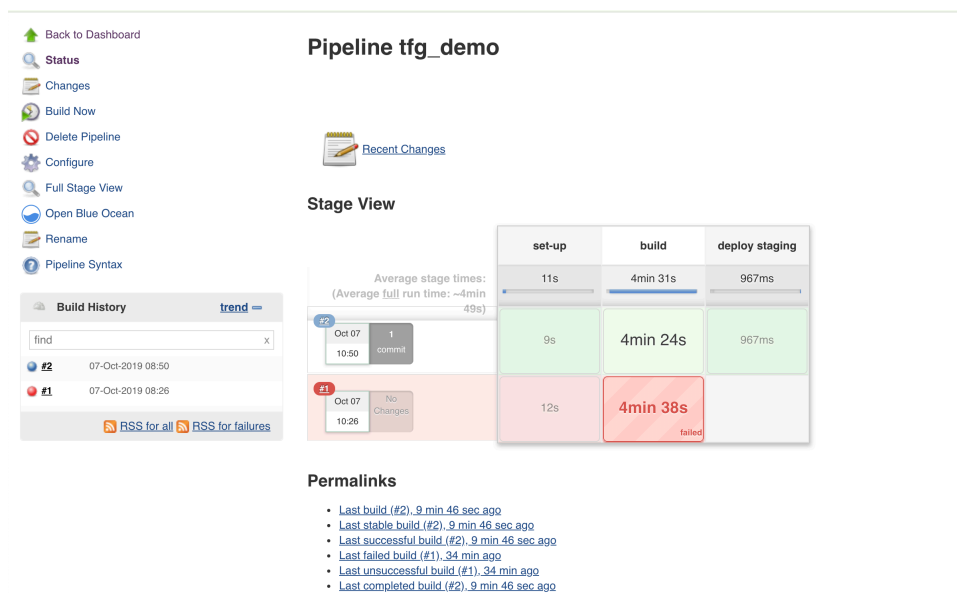 Back to Dashboard
Status
Changes
Build Now
Delete Pipeline
Configure
Full Stage View
Open Blue Ocean
Rename
Pipeline Syntax
Build History
trend
find
x
#2 07-Oct-2019 08:50
#1 07-Oct-2019 08:26
RSS for all RSS for failures
Pipeline tfg_demo
Recent Changes
Stage View
set-up build deploy staging
Average stage times:
(Average full run time: ~4min
49s)
11s 4min 31s 967ms
#2
Oct 07
10:50
1
commit
9s 4min 24s 967ms
#1
Oct 07
10:26
No
Changes
12s 4min 38s
failed
Permalinks
Last build (#2), 9 min 46 sec ago
Last stable build (#2), 9 min 46 sec ago
Last successful build (#2), 9 min 46 sec ago
Last failed build (#1), 34 min ago
Last unsuccessful build (#1), 34 min ago
Last completed build (#2), 9 min 46 sec ago